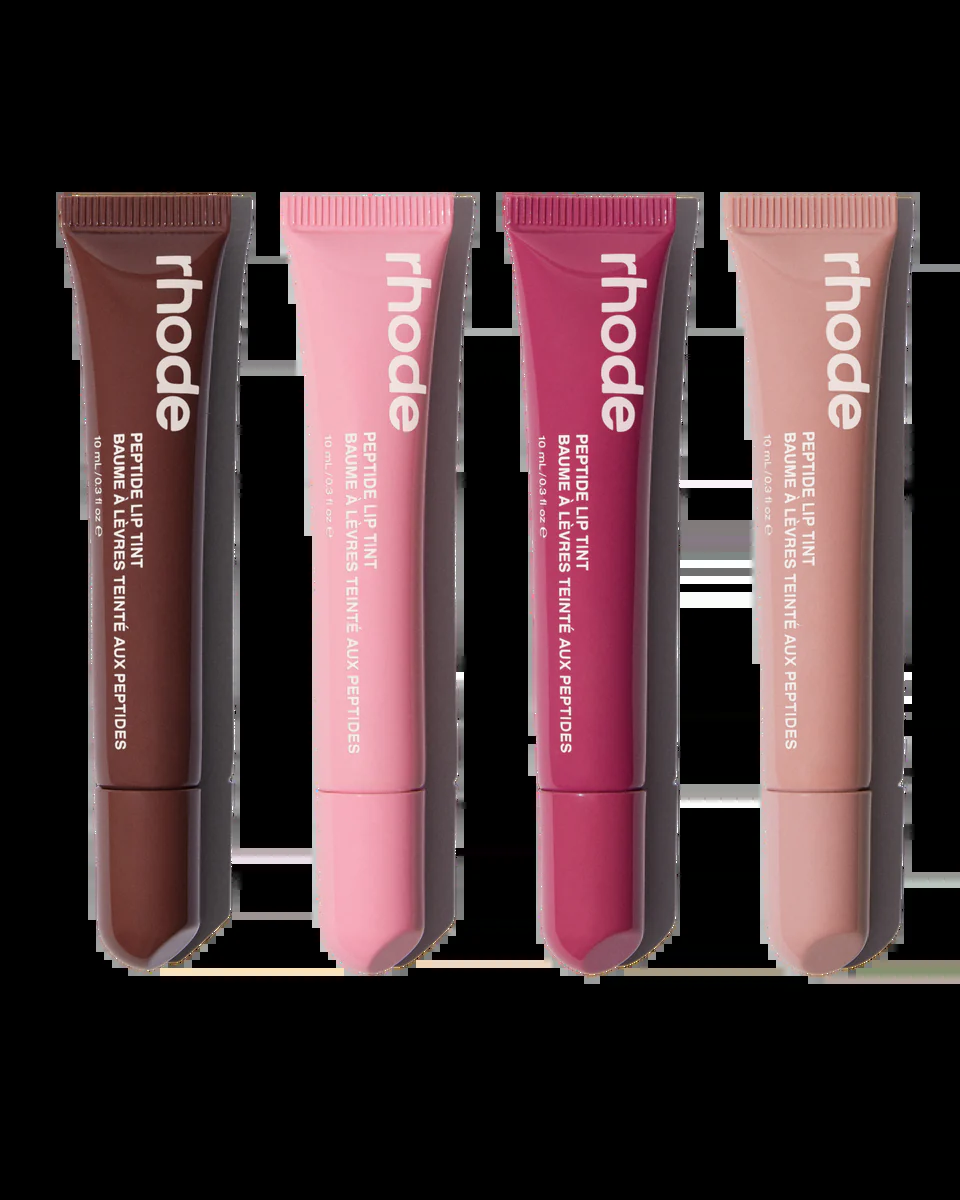 rhode
PEPTIDE LIP TINT
BAUME À LÈVRES TEINTÉ AUX PEPTIDES
10 mL / 0.3 fl oz ℮
rhode
PEPTIDE LIP TINT
BAUME À LÈVRES TEINTÉ AUX PEPTIDES
10 mL / 0.3 fl oz ℮
rhode
PEPTIDE LIP TINT
BAUME À LÈVRES TEINTÉ AUX PEPTIDES
10 mL / 0.3 fl oz ℮
rhode
PEPTIDE LIP TINT
BAUME À LÈVRES TEINTÉ AUX PEPTIDES
10 mL / 0.3 fl oz ℮